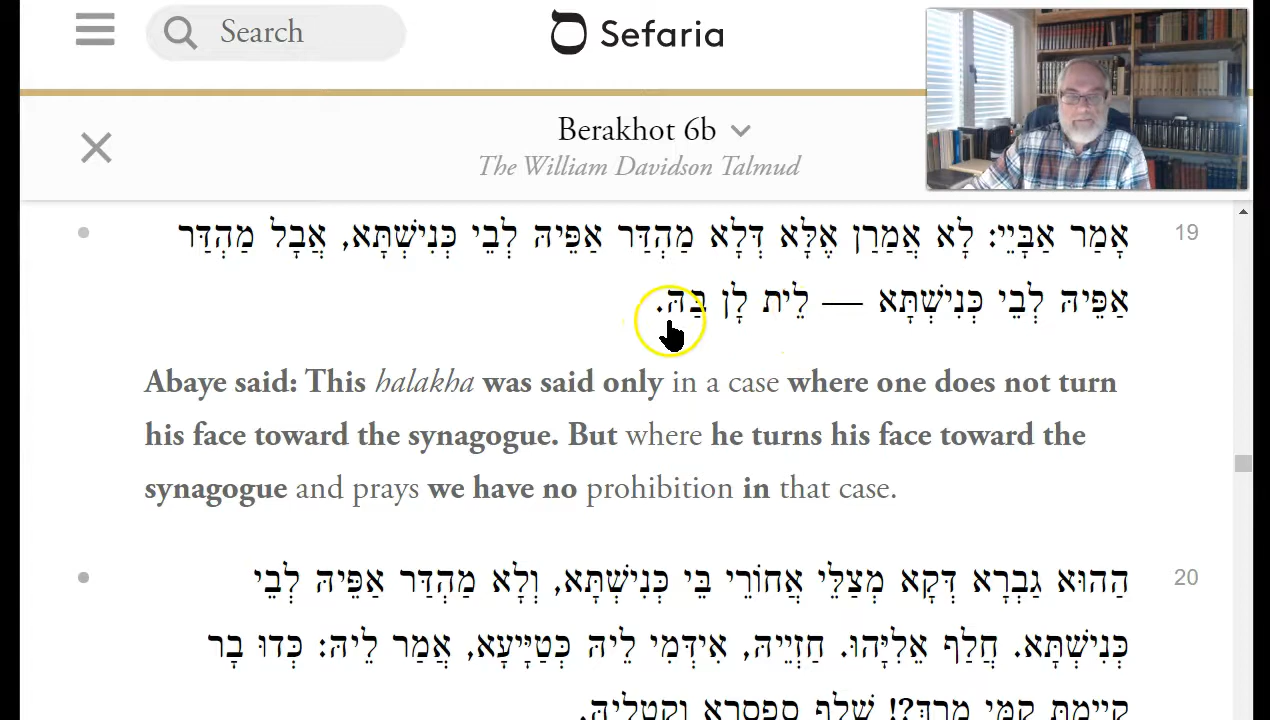 Search
Sefaria
Berakhot 6b
The William Davidson Talmud
19
אָמַר אַבָּיֵי: לָא אֲמַרַן אֶלָּא דְּלָא מַהְדַּר אַפֵּיהּ לְבֵי כְּנִישְׁתָּא, אֲבָל מַהְדַּר
אַפֵּיהּ לְבֵי כְּנִישְׁתָּא — לֵית לָן בַּהּ.
Abaye said: This halakha was said only in a case where one does not turn
his face toward the synagogue. But where he turns his face toward the
synagogue and prays we have no prohibition in that case.
20
הַהוּא גַּבְרָא דְּקָא מְצַלֵּי אֲחוֹרֵי בֵּי כְּנִישְׁתָּא, וְלָא מַהְדַּר אַפֵּיהּ לְבֵי
כְּנִישְׁתָּא. חֲלַף אֵלִיָּהוּ. חַזְיֵיהּ, אִידְּמִי לֵיהּ כְּטַיָּיעָא, אֲמַר לֵיהּ: כְּדוּ בָר
קָיְימַתְּ קַמֵּי מָרָךְ?! שְׁלַף סַפְסֵרָא וְקַטְלֵיהּ.